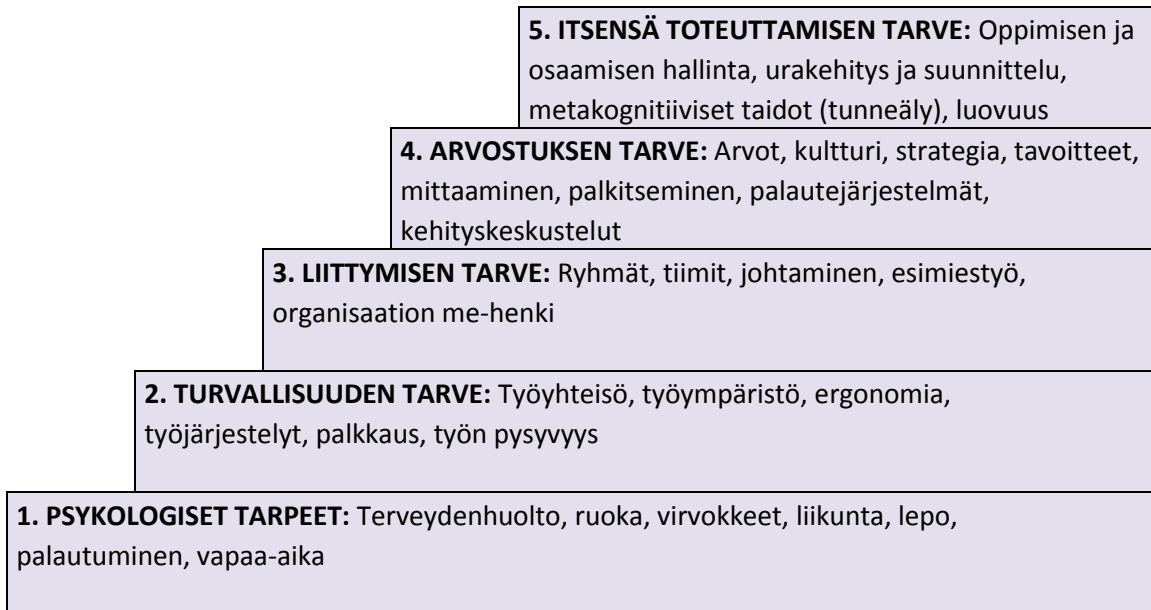 5. ITSENSÄ TOTEUTTAMISEN TARVE: Oppimisen ja
osaamisen hallinta, urakehitys ja suunnittelu,
metakognitiiviset taidot (tunneäly), luovuus
4. ARVOSTUKSEN TARVE: Arvot, kultturi, strategia, tavoitteet,
mittaaminen, palkitseminen, palautejärjestelmät,
kehityskeskustelut
3. LIITTYMISEN TARVE: Ryhmät, tiimit, johtaminen, esimiestyö,
organisaation me-henki
2. TURVALLISUUDEN TARVE: Työyhteisö, työympäristö, ergonomia,
työjärjestelyt, palkkaus, työn pysyvyys
1. PSYKOLOGISET TARPEET: Terveydenhuolto, ruoka, virvokkeet, liikunta, lepo,
palautuminen, vapaa-aika